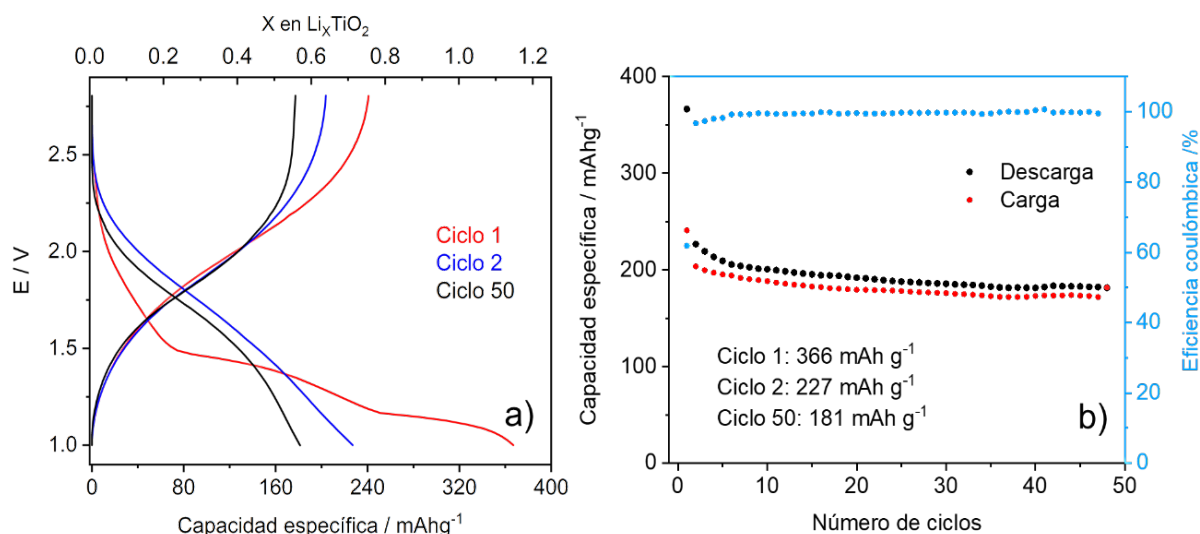 X en LiXTiO2
0.0 0.2 0.4 0.6 0.8 1.0 1.2
2.5
2.0
1.5
1.0
E / V
Ciclo 1
Ciclo 2
Ciclo 50
a)
0 80 160 240 320 400
Capacidad específica / mAhg-1
400
300
200
100
0
Capacidad específica / mAhg-1
Descarga
Carga
Ciclo 1: 366 mAh g-1
Ciclo 2: 227 mAh g-1
Ciclo 50: 181 mAh g-1
b)
100
80
60
40
20
0
Eficiencia coulómbica /%
0 10 20 30 40 50
Número de ciclos